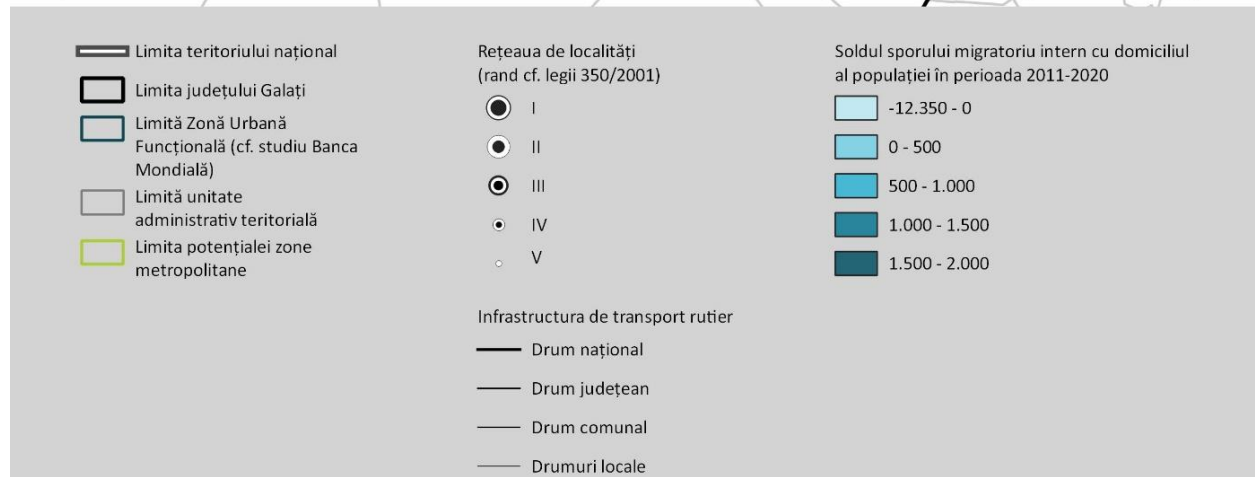 Limita teritoriului național
Limita județului Galați
Limită Zonă Urbană
Funcțională (cf. studiu Banca
Mondială)
Limită unitate
administrativ teritorială
Limita potențialei zone
metropolitane
Rețeaua de localități
(rand cf. legii 350/2001)
I
II
III
IV
V
Infrastructura de transport rutier
Drum național
Drum județean
Drum comunal
Drumuri locale
Soldul sporului migratoriu intern cu domiciliul
al populației în perioada 2011-2020
-12.350 - 0
0 - 500
500 - 1.000
1.000 - 1.500
1.500 - 2.000